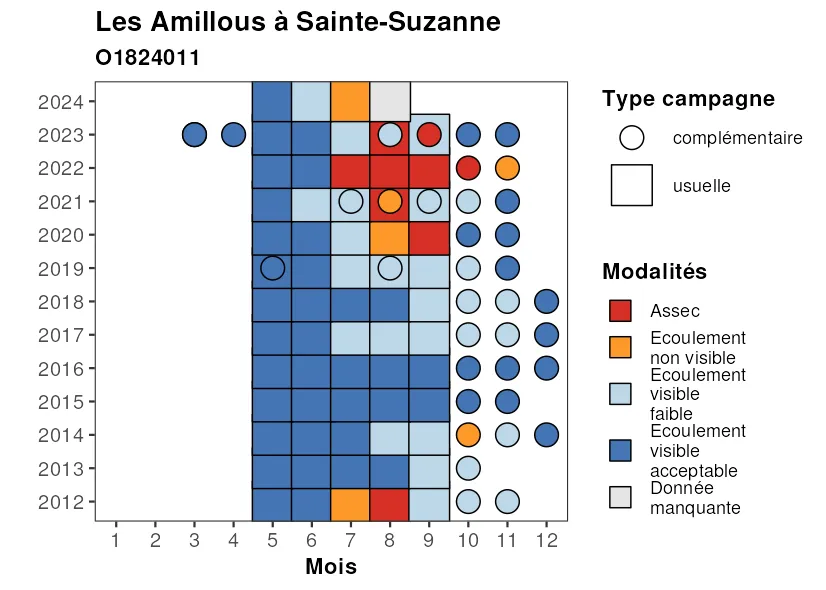 Les Amillous à Sainte-Suzanne
O1824011
2024
2023
2022
2021
2020
2019
2018
2017
2016
2015
2014
2013
2012
1 2 3 4 5 6 7 8 9 10 11 12
Mois
Type campagne
complémentaire
usuelle
Modalités
Assec
Ecoulement
non visible
Ecoulement
visible
faible
Ecoulement
visible
acceptable
Donnée
manquante